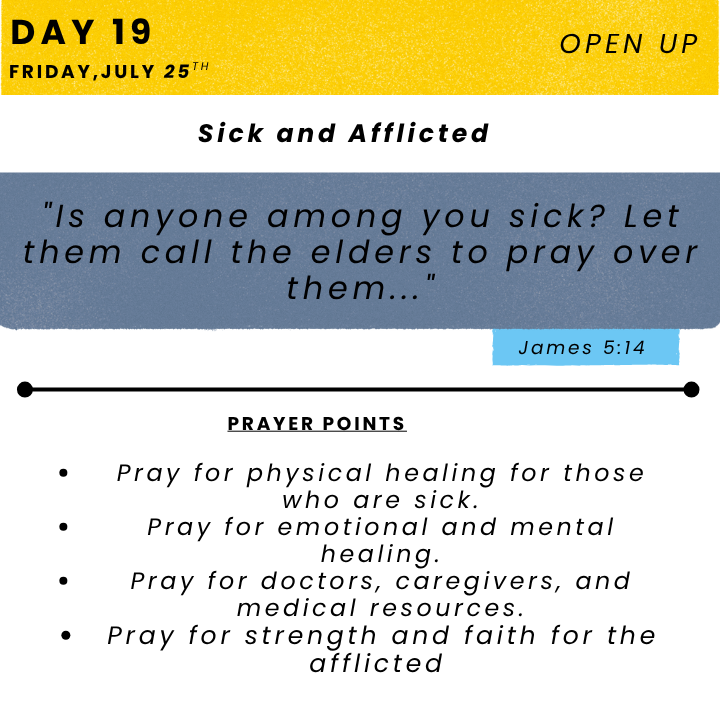 DAY 19
FRIDAY,JULY 25TH
OPEN UP
Sick and Afflicted
"Is anyone among you sick? Let
them call the elders to pray over
them..."
James 5:14
PRAYER POINTS
• Pray for physical healing for those
who are sick.
• Pray for emotional and mental
healing.
• Pray for doctors, caregivers, and
medical resources.
• Pray for strength and faith for the
afflicted